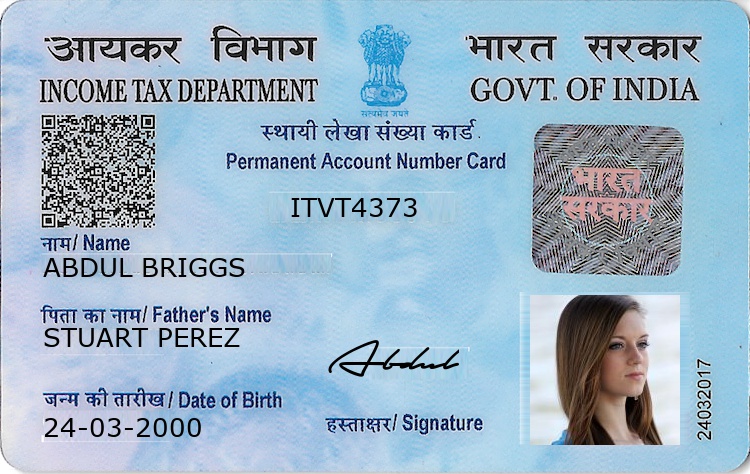 आयकर विभाग
INCOME TAX DEPARTMENT
भारत सरकार
GOVT. OF INDIA
सत्यमेव जयते
स्थायी लेखा संख्या कार्ड
Permanent Account Number Card
ITVT4373
भारत
सरकार
नाम/ Name
ABDUL BRIGGS
पिता का नाम/ Father's Name
STUART PEREZ
Abdul
जन्म की तारीख / Date of Birth
24-03-2000
हस्ताक्षर/ Signature
24032017